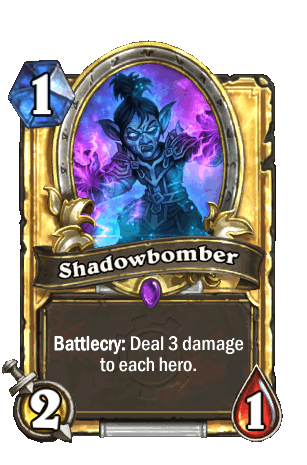 1
Shadowbomber
Battlecry: Deal 3 damage
to each hero.
2
1